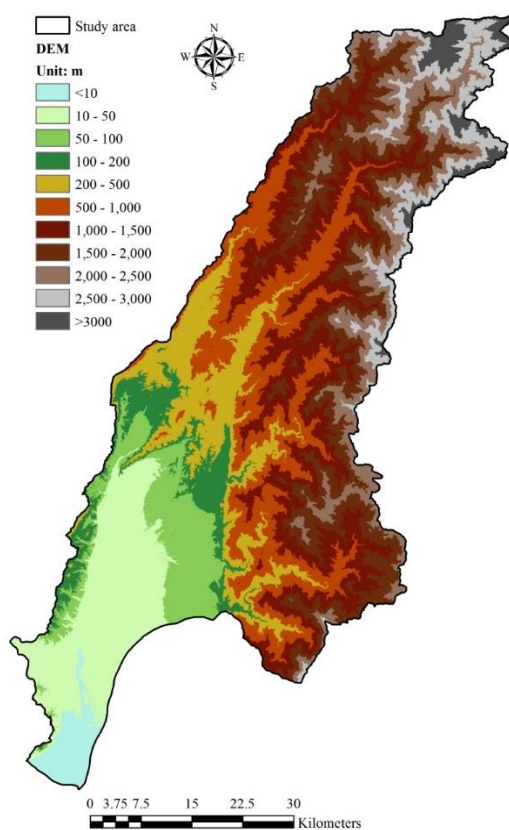 Study area
DEM
Unit: m
<10
10 - 50
50 - 100
100 - 200
200 - 500
500 - 1,000
1,000 - 1,500
1,500 - 2,000
2,000 - 2,500
2,500 - 3,000
>3000
N
W E
S
0 3.75 7.5 15 22.5 30
Kilometers